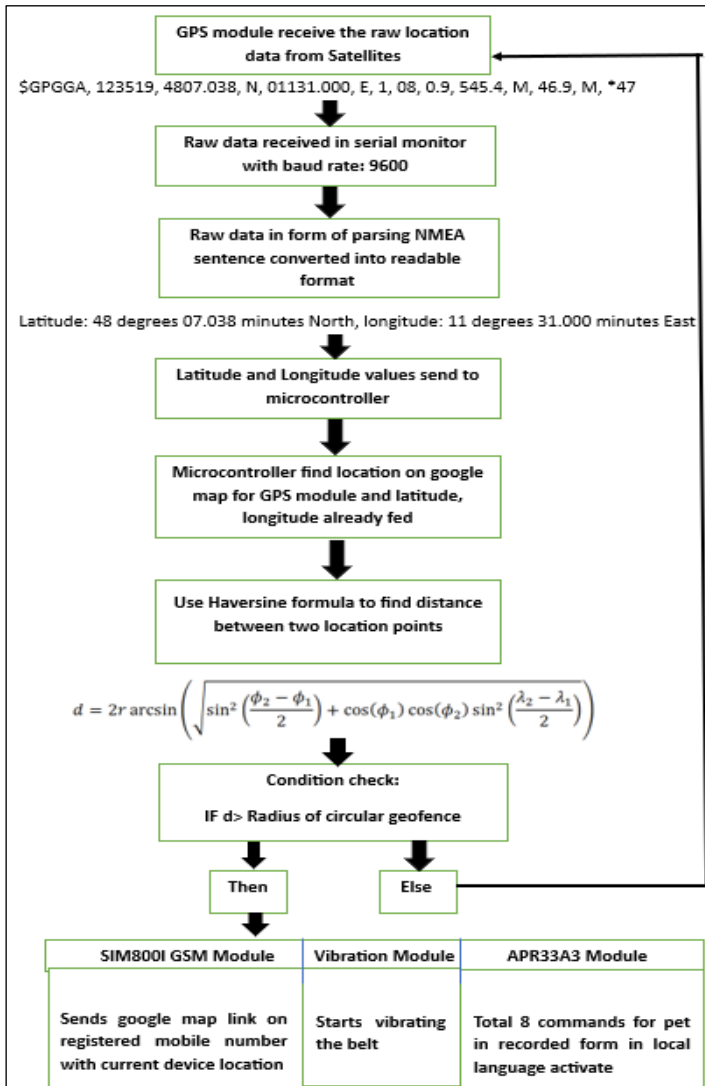 GPS module receive the raw location
data from Satellites
$GPGGA, 123519, 4807.038, N, 01131.000, E, 1, 08, 0.9, 545.4, M, 46.9, M, *47
Raw data received in serial monitor
with baud rate: 9600
Raw data in form of parsing NMEA
sentence converted into readable
format
Latitude: 48 degrees 07.038 minutes North, longitude: 11 degrees 31.000 minutes East
Latitude and Longitude values send to
microcontroller
Microcontroller find location on google
map for GPS module and latitude,
longitude already fed
Use Haversine formula to find distance
between two location points
d = 2r arcsin(√(sin²((ϕ₂ − ϕ₁)/2) + cos(ϕ₁) cos(ϕ₂) sin²((λ₂ − λ₁)/2)))
Condition check:
IF d> Radius of circular geofence
Then
Else
SIM800l GSM Module
Vibration Module
APR33A3 Module
Sends google map link on
registered mobile number
with current device location
Starts vibrating
the belt
Total 8 commands for pet
in recorded form in local
language activate